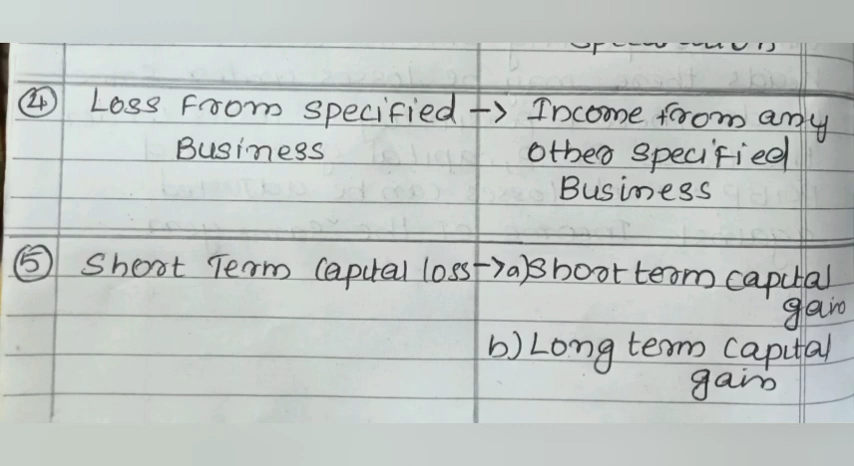 ④ Loss From specified → Income from any
Business other specified
Business
⑤ Short Term Capital loss → a) Short term capital
gain
b) Long term capital
gain